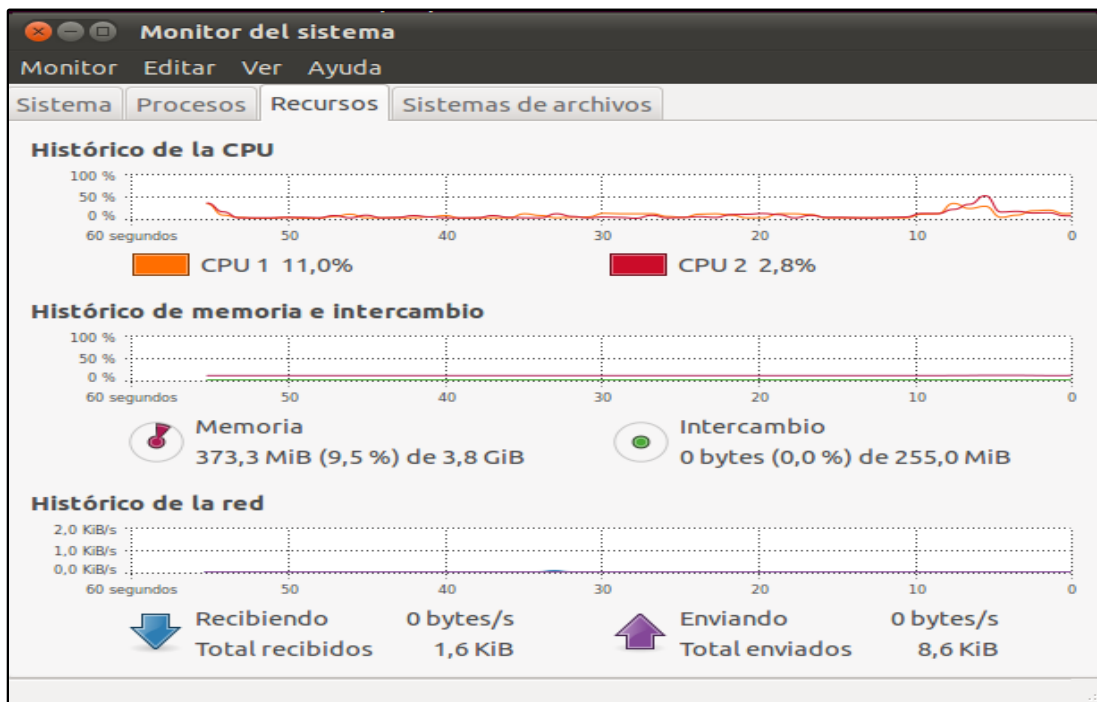 Monitor del sistema
Monitor Editar Ver Ayuda
Sistema Procesos Recursos Sistemas de archivos
Histórico de la CPU
100 %
50 %
0 %
60 segundos 50 40 30 20 10 0
CPU 1 11,0% CPU 2 2,8%
Histórico de memoria e intercambio
100 %
50 %
0 %
60 segundos 50 40 30 20 10 0
Memoria Intercambio
373,3 MiB (9,5 %) de 3,8 GiB 0 bytes (0,0 %) de 255,0 MiB
Histórico de la red
2,0 KiB/s
1,0 KiB/s
0,0 KiB/s
60 segundos 50 40 30 20 10 0
Recibiendo 0 bytes/s Enviando 0 bytes/s
Total recibidos 1,6 KiB Total enviados 8,6 KiB